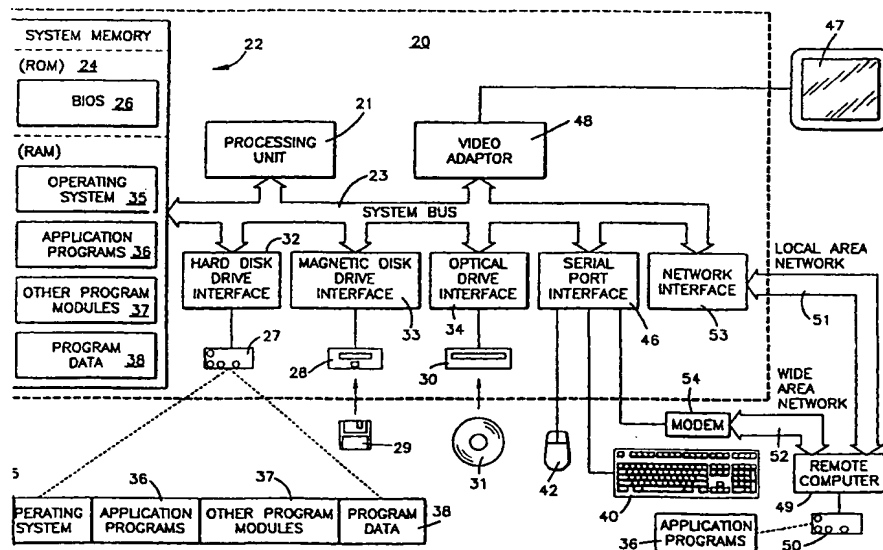 SYSTEM MEMORY
(ROM) 24
BIOS 26
(RAM)
OPERATING
SYSTEM 35
APPLICATION
PROGRAMS 36
OTHER PROGRAM
MODULES 37
PROGRAM
DATA 38
22
20
21
PROCESSING
UNIT
48
VIDEO
ADAPTOR
47
23
SYSTEM BUS
32
HARD DISK
DRIVE
INTERFACE
MAGNETIC DISK
DRIVE
INTERFACE
33
OPTICAL
DRIVE
INTERFACE
34
SERIAL
PORT
INTERFACE
46
NETWORK
INTERFACE
53
LOCAL AREA
NETWORK
51
27
28
30
29
31
42
54
MODEM
WIDE
AREA
NETWORK
52
REMOTE
COMPUTER
49
50
40
36
APPLICATION
PROGRAMS
36
37
PERATING
SYSTEM
APPLICATION
PROGRAMS
OTHER PROGRAM
MODULES
PROGRAM
DATA
38